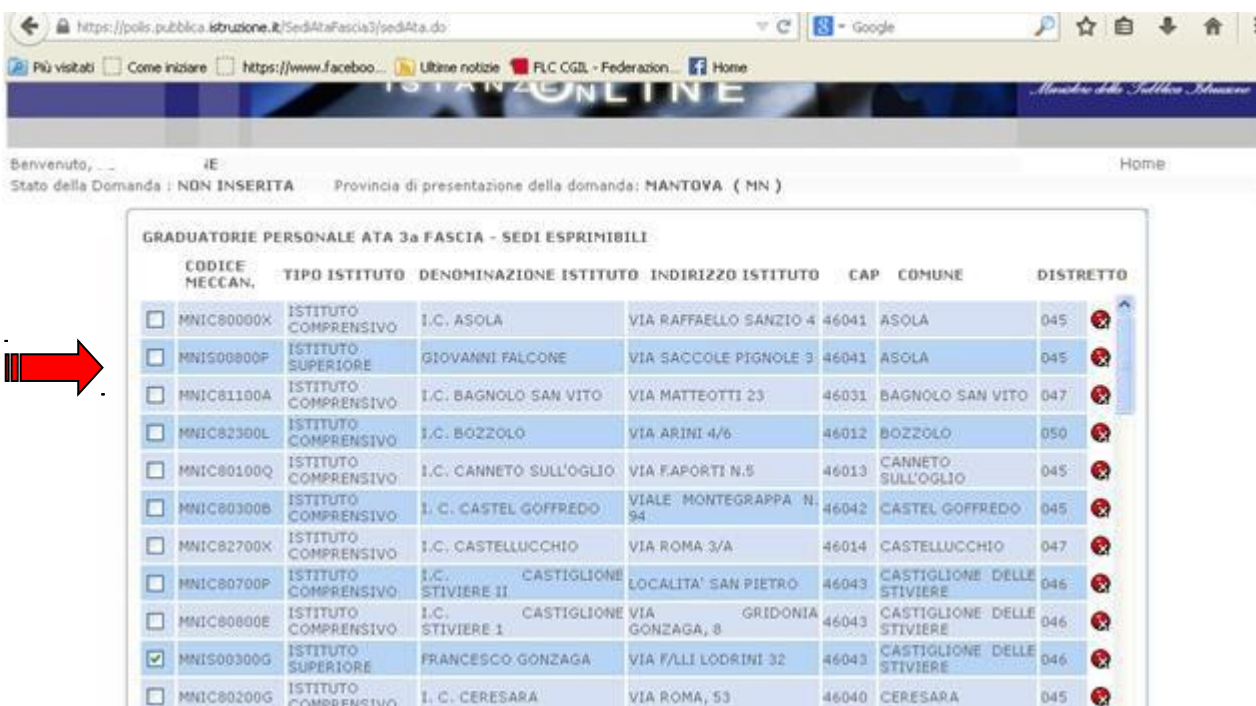 https://polis.pubblica.istruzione.it/SediAtaFascia3/sediAta.do
Google
Più visitati Come iniziare https://www.faceboo... Ultime notizie FLC CGIL - Federazion... Home
ISTANZE ONLINE
Ministero della Pubblica Istruzione
Benvenuto, NE Home
Stato della Domanda : NON INSERITA Provincia di presentazione della domanda: MANTOVA ( MN )
GRADUATORIE PERSONALE ATA 3a FASCIA - SEDI ESPRIMIBILI
CODICE MECCAN. TIPO ISTITUTO DENOMINAZIONE ISTITUTO INDIRIZZO ISTITUTO CAP COMUNE DISTRETTO
MNIC80000X ISTITUTO COMPRENSIVO I.C. ASOLA VIA RAFFAELLO SANZIO 4 46041 ASOLA 045
MNIS00800P ISTITUTO SUPERIORE GIOVANNI FALCONE VIA SACCOLE PIGNOLE 3 46041 ASOLA 045
MNIC81100A ISTITUTO COMPRENSIVO I.C. BAGNOLO SAN VITO VIA MATTEOTTI 23 46031 BAGNOLO SAN VITO 047
MNIC82300L ISTITUTO COMPRENSIVO I.C. BOZZOLO VIA ARINI 4/6 46012 BOZZOLO 050
MNIC80100Q ISTITUTO COMPRENSIVO I.C. CANNETO SULL'OGLIO VIA F.APORTI N.5 46013 CANNETO SULL'OGLIO 045
MNIC80300B ISTITUTO COMPRENSIVO I. C. CASTEL GOFFREDO VIALE MONTEGRAPPA N. 94 46042 CASTEL GOFFREDO 045
MNIC82700X ISTITUTO COMPRENSIVO I.C. CASTELLUCCHIO VIA ROMA 3/A 46014 CASTELLUCCHIO 047
MNIC80700P ISTITUTO COMPRENSIVO I.C. CASTIGLIONE STIVIERE II LOCALITA' SAN PIETRO 46043 CASTIGLIONE DELLE STIVIERE 046
MNIC80800E ISTITUTO COMPRENSIVO I.C. CASTIGLIONE STIVIERE 1 VIA GRIDONIA GONZAGA, 8 46043 CASTIGLIONE DELLE STIVIERE 046
MNIS00300G ISTITUTO SUPERIORE FRANCESCO GONZAGA VIA F/LLI LODRINI 32 46043 CASTIGLIONE DELLE STIVIERE 046
MNIC80200G ISTITUTO COMPRENSIVO I. C. CERESARA VIA ROMA, 53 46040 CERESARA 045